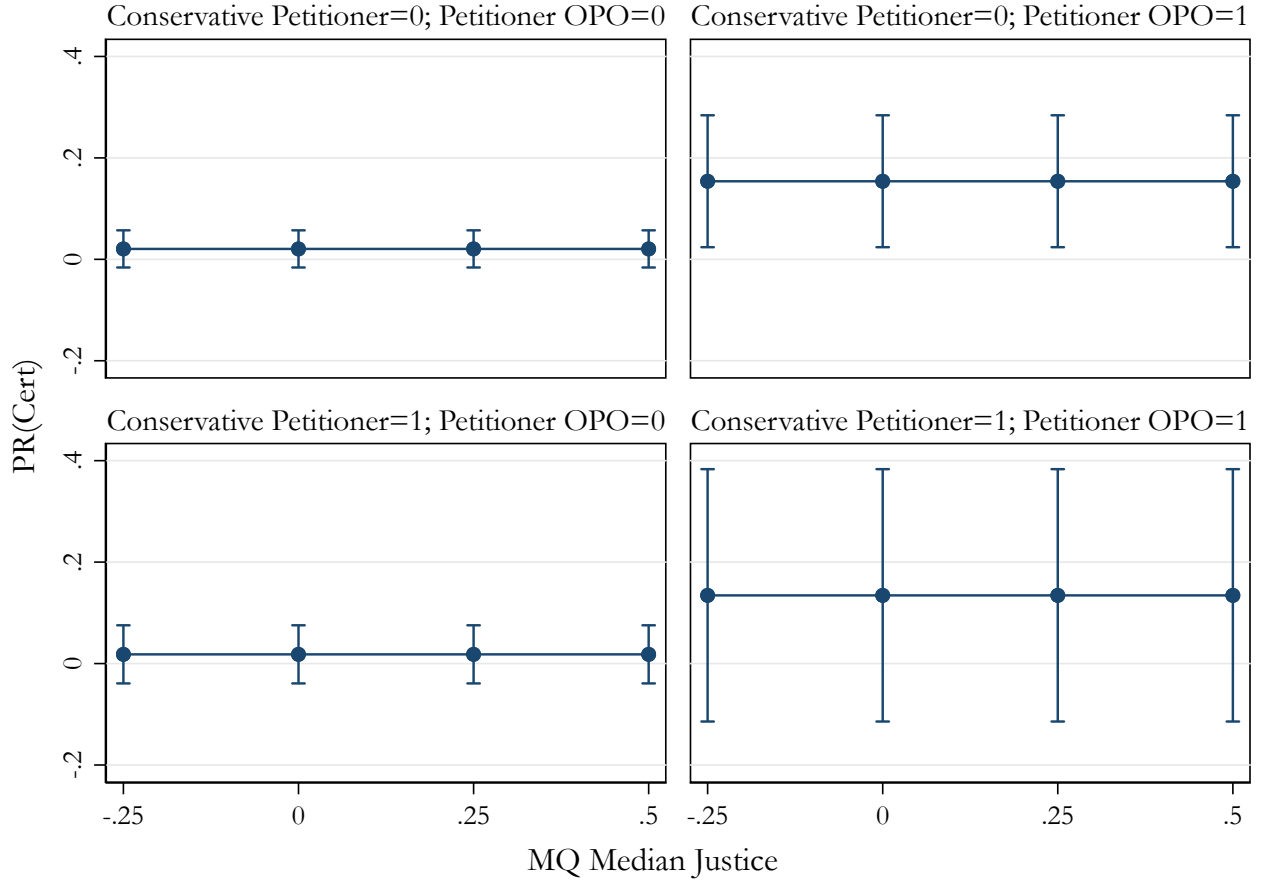 Conservative Petitioner=0; Petitioner OPO=0
Conservative Petitioner=0; Petitioner OPO=1
.4
.2
0
-.2
PR(Cert)
Conservative Petitioner=1; Petitioner OPO=0
Conservative Petitioner=1; Petitioner OPO=1
.4
.2
0
-.2
-.25 0 .25 .5
-.25 0 .25 .5
MQ Median Justice